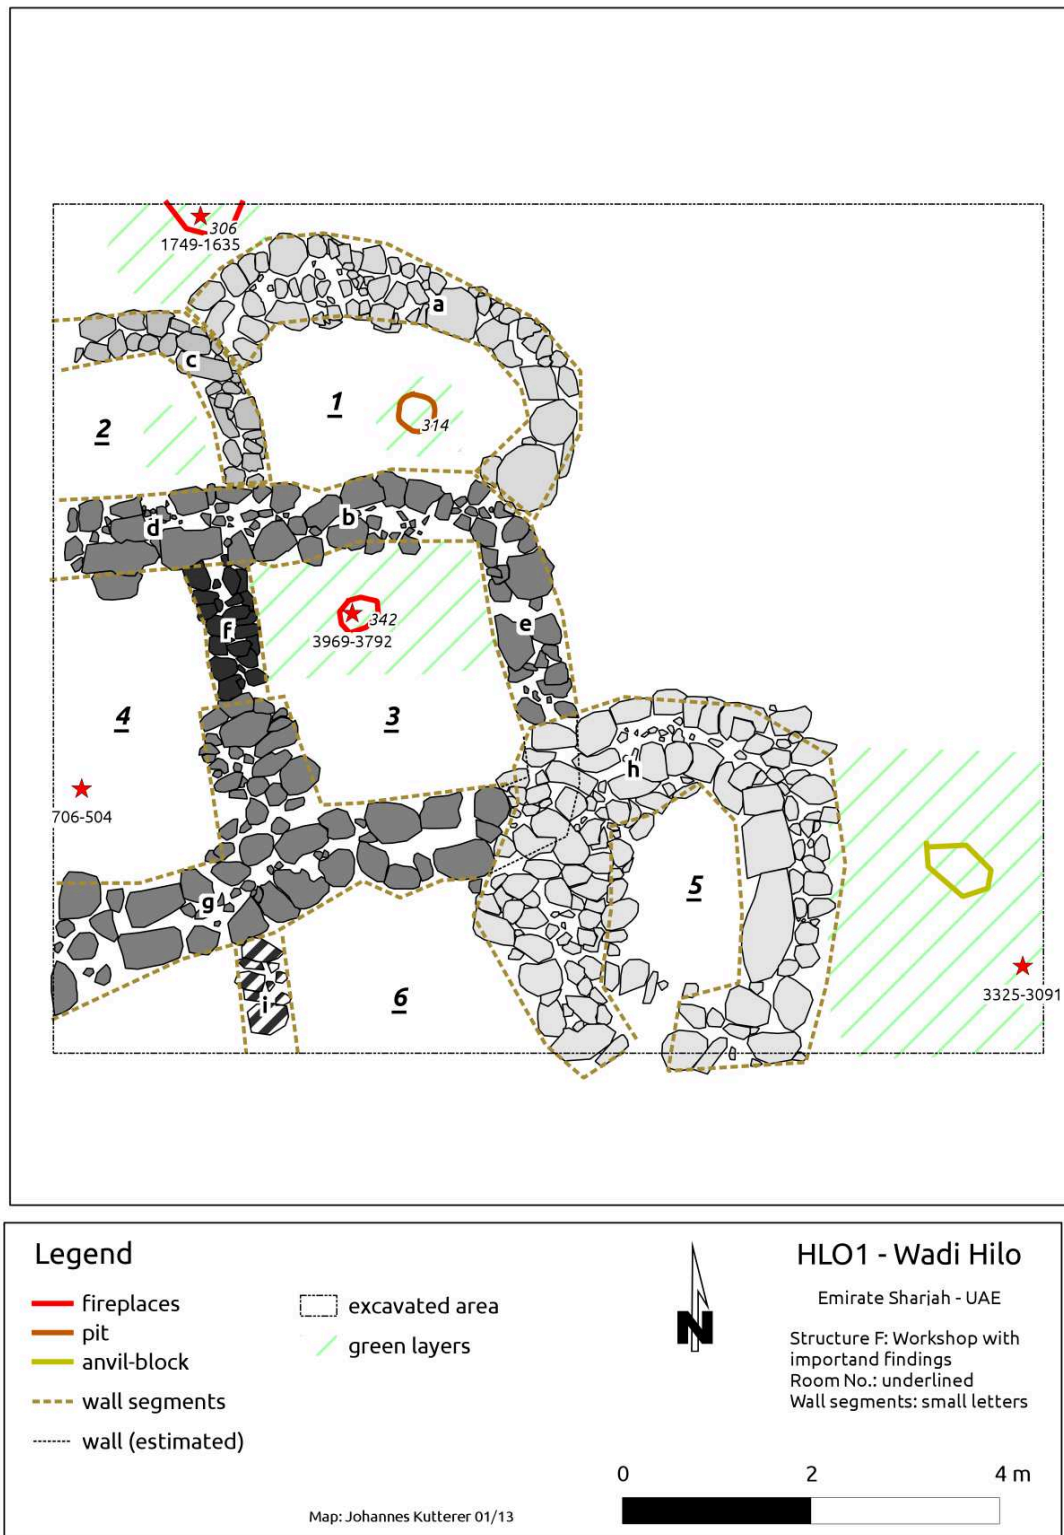 306
1749-1635
a
c
1
314
2
b
d
342
3969-3792
f
e
4
3
h
706-504
5
g
3325-3091
6
i
Legend
fireplaces
pit
anvil-block
wall segments
wall (estimated)
excavated area
green layers
N
HLO1 - Wadi Hilo
Emirate Sharjah - UAE
Structure F: Workshop with
importand findings
Room No.: underlined
Wall segments: small letters
0 2 4 m
Map: Johannes Kutterer 01/13